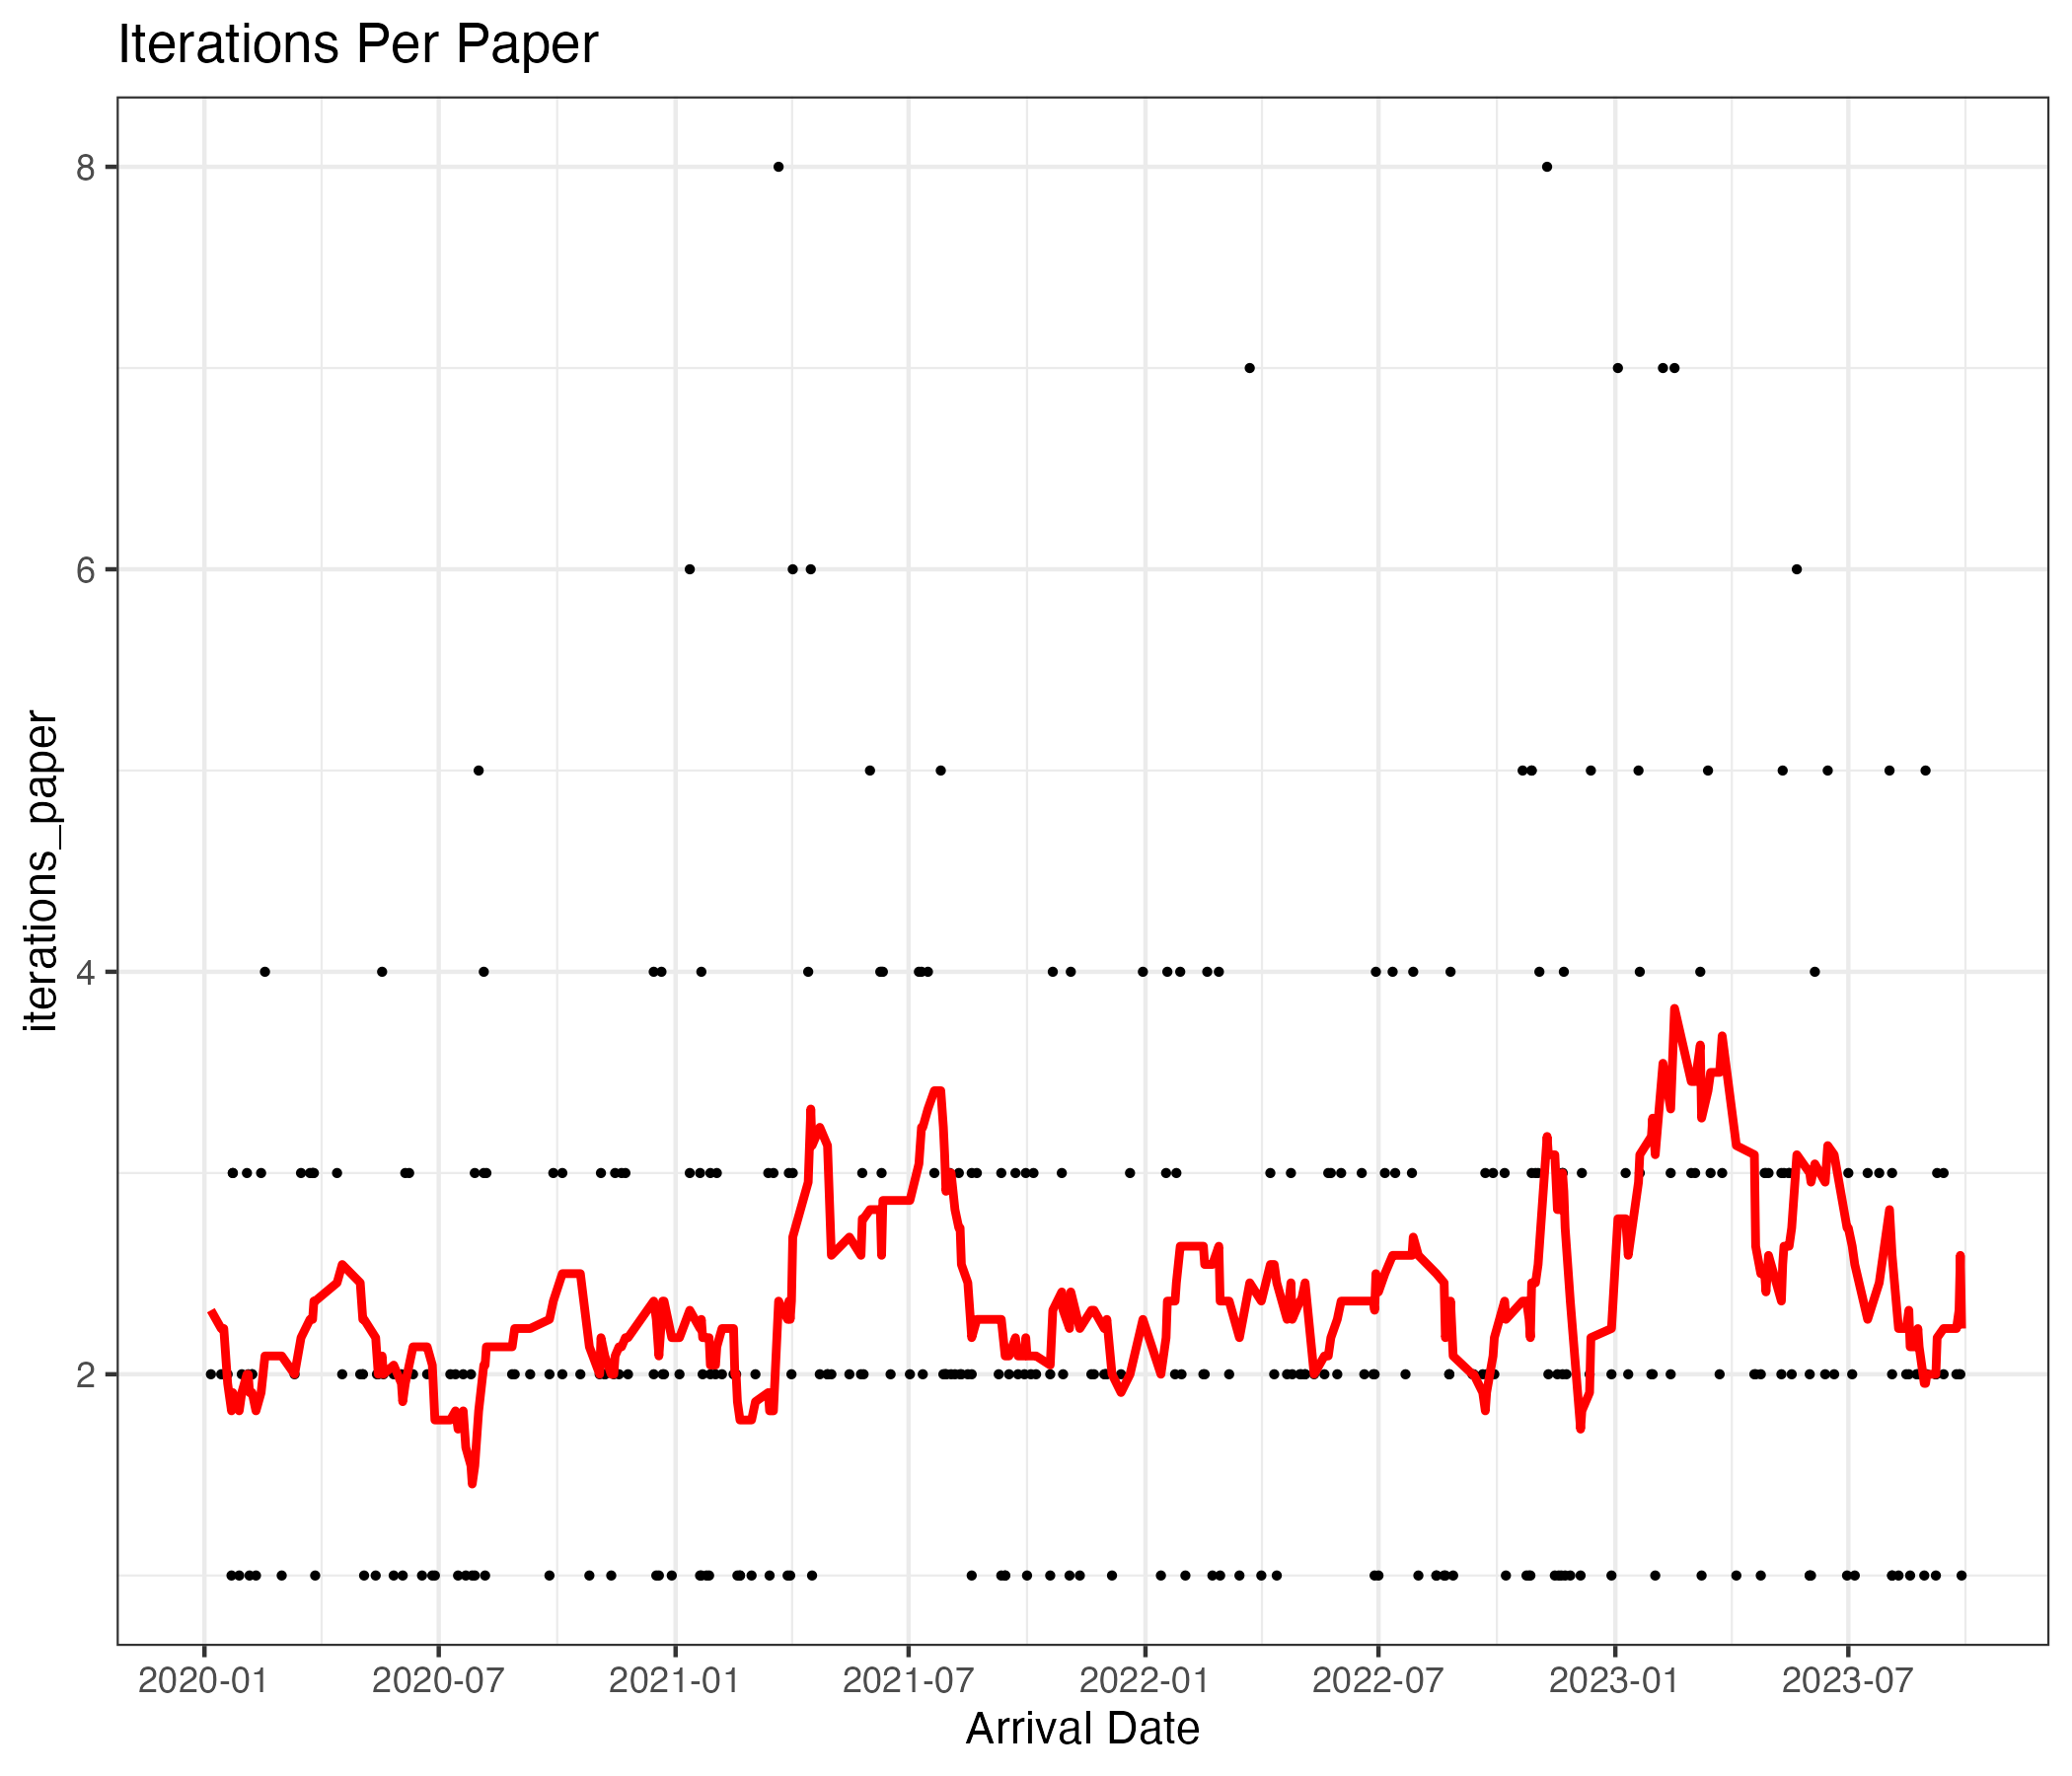 Iterations Per Paper
8
6
4
2
iterations_paper
2020-01 2020-07 2021-01 2021-07 2022-01 2022-07 2023-01 2023-07
Arrival Date